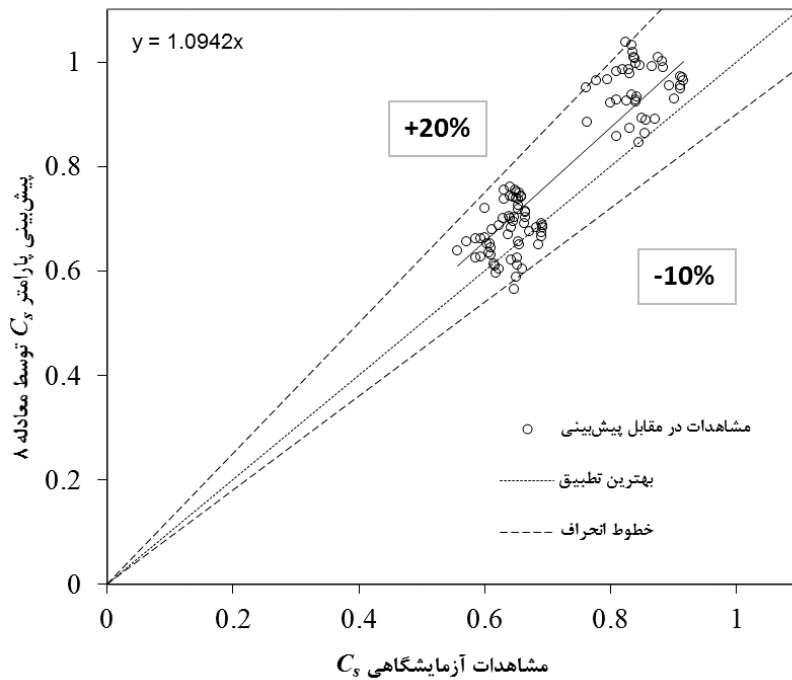 y = 1.0942x
+20%
-10%
1
0.8
0.6
0.4
0.2
0
پیش‌بینی پارامتر Cs توسط معادله ۸
مشاهدات در مقابل پیش‌بینی
بهترین تطبیق
خطوط انحراف
0 0.2 0.4 0.6 0.8 1
مشاهدات آزمایشگاهی Cs